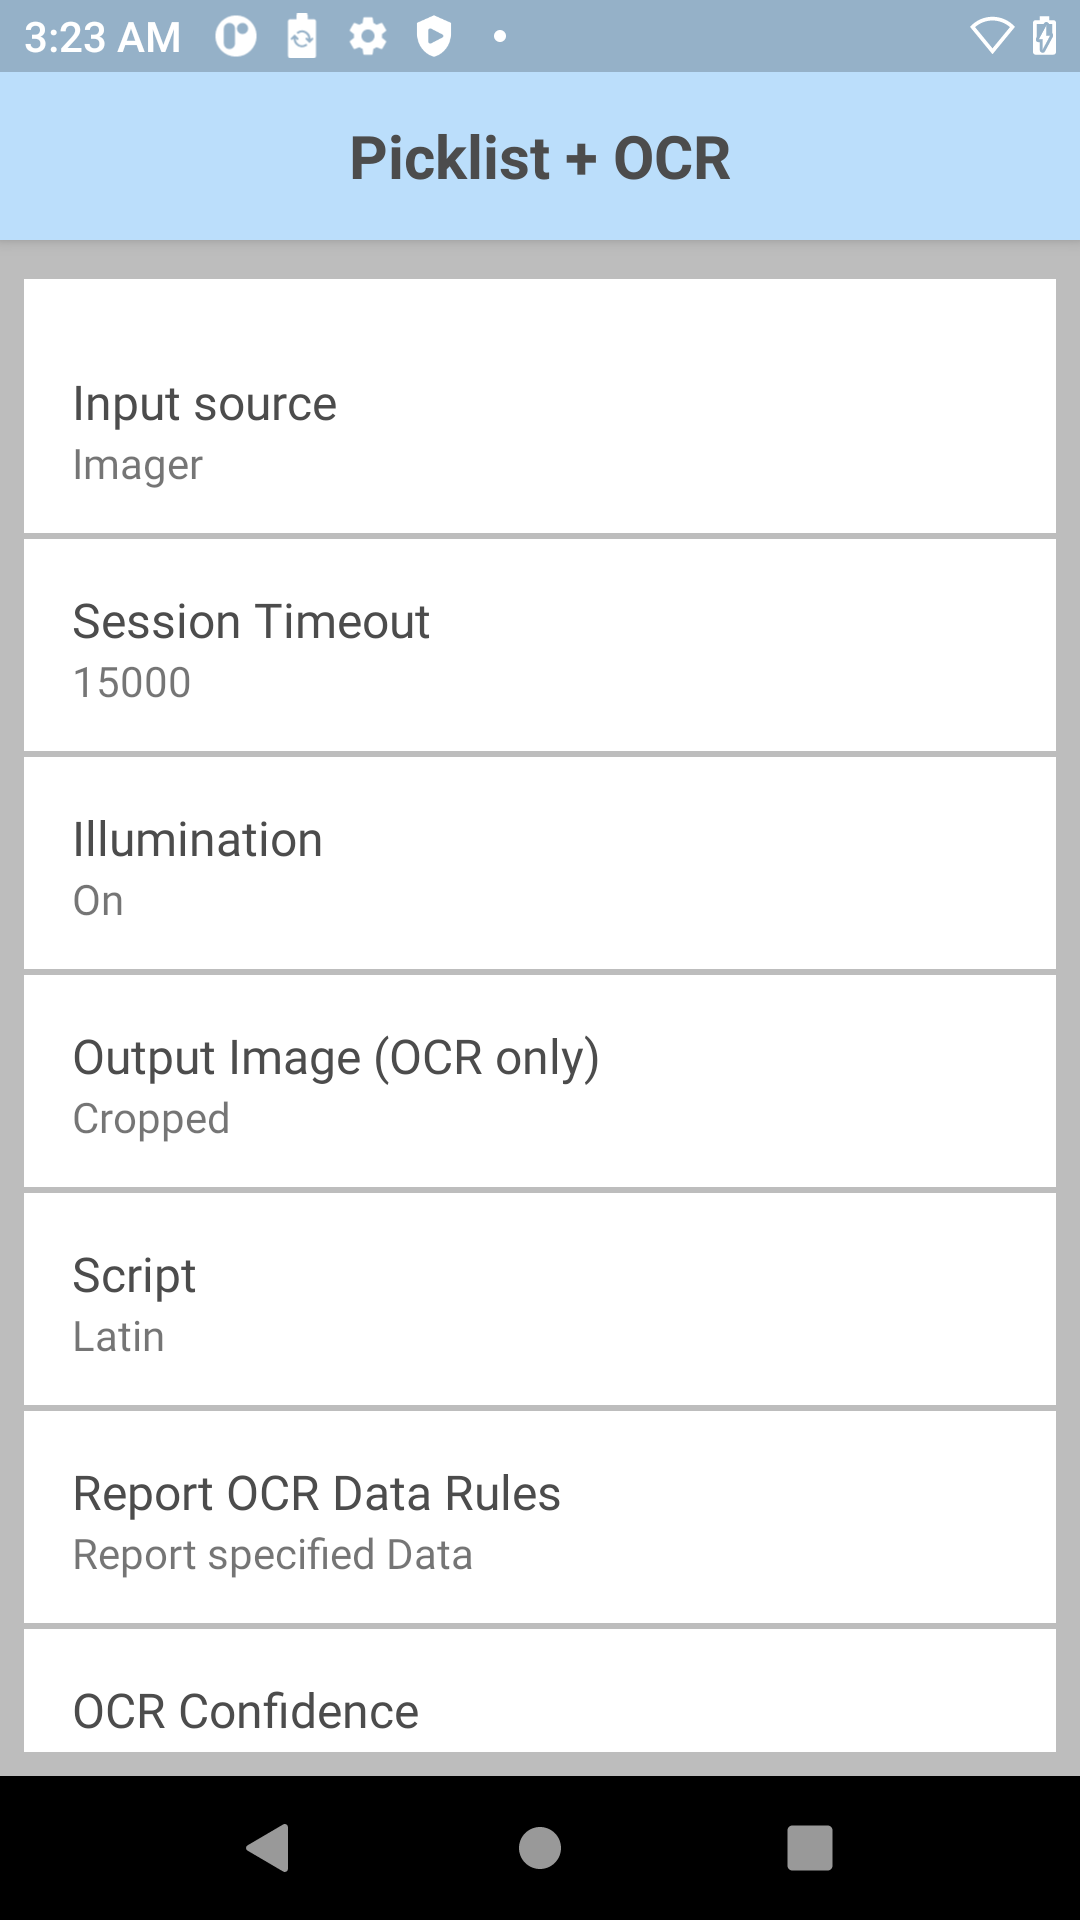 3:23 AM
Picklist + OCR
Input source
Imager
Session Timeout
15000
Illumination
On
Output Image (OCR only)
Cropped
Script
Latin
Report OCR Data Rules
Report specified Data
OCR Confidence